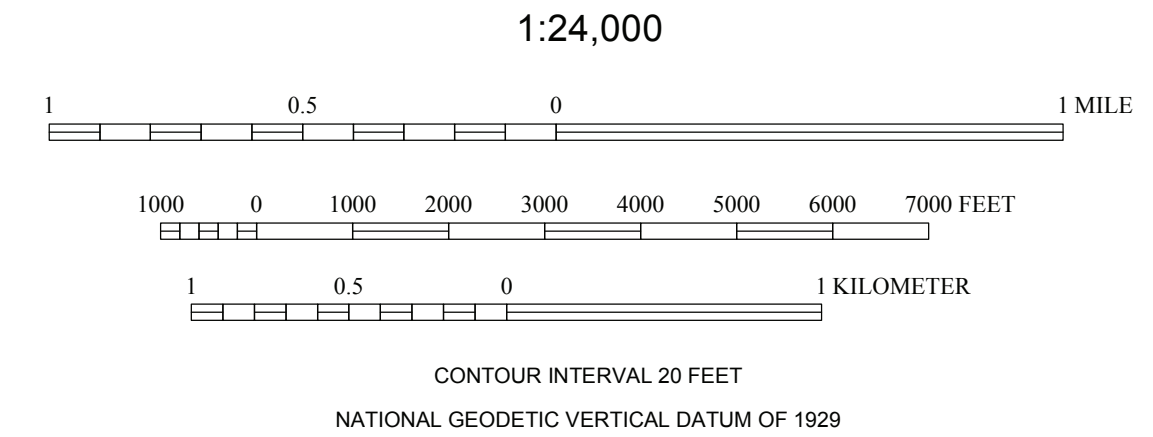 1:24,000
1 0.5 0 1 MILE
1000 0 1000 2000 3000 4000 5000 6000 7000 FEET
1 0.5 0 1 KILOMETER
CONTOUR INTERVAL 20 FEET
NATIONAL GEODETIC VERTICAL DATUM OF 1929